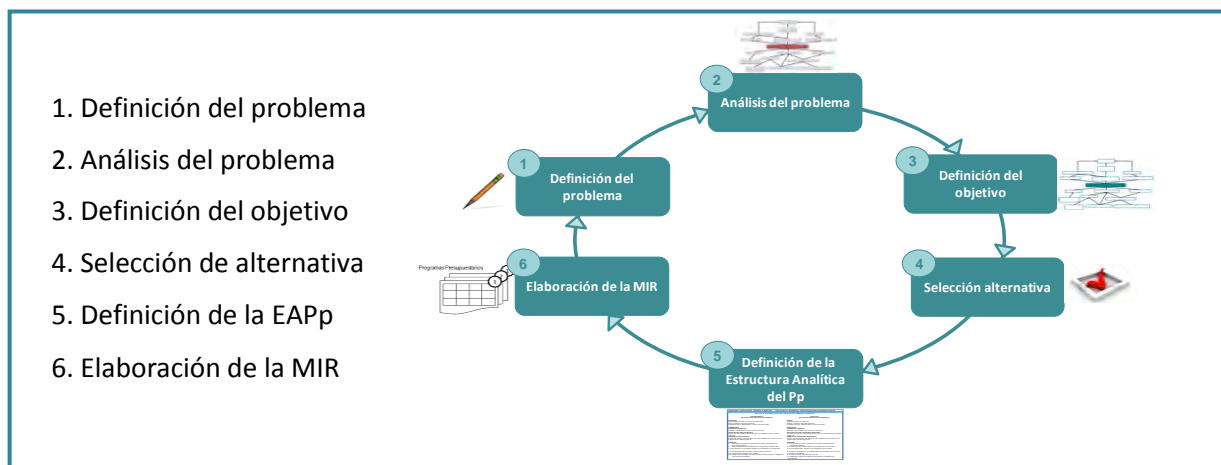 1. Definición del problema
2. Análisis del problema
3. Definición del objetivo
4. Selección de alternativa
5. Definición de la EAPp
6. Elaboración de la MIR
2
Análisis del problema
1
Definición del
problema
3
Definición del
objetivo
Programas Presupuestarios
1
6
Elaboración de la MIR
4
Selección alternativa
5
Definición de la
Estructura Analítica
del Pp